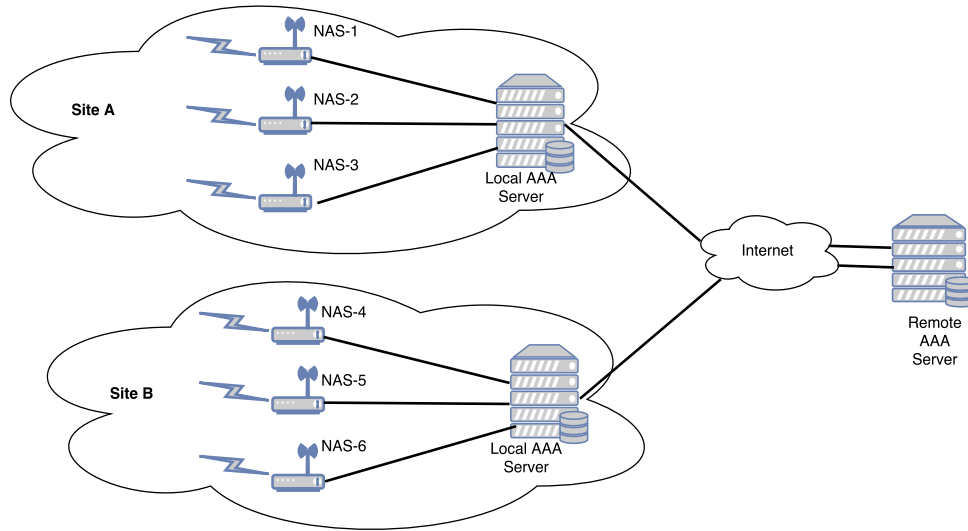 NAS-1
NAS-2
Site A
NAS-3
Local AAA
Server
Internet
Remote
AAA
Server
NAS-4
NAS-5
Site B
NAS-6
Local AAA
Server